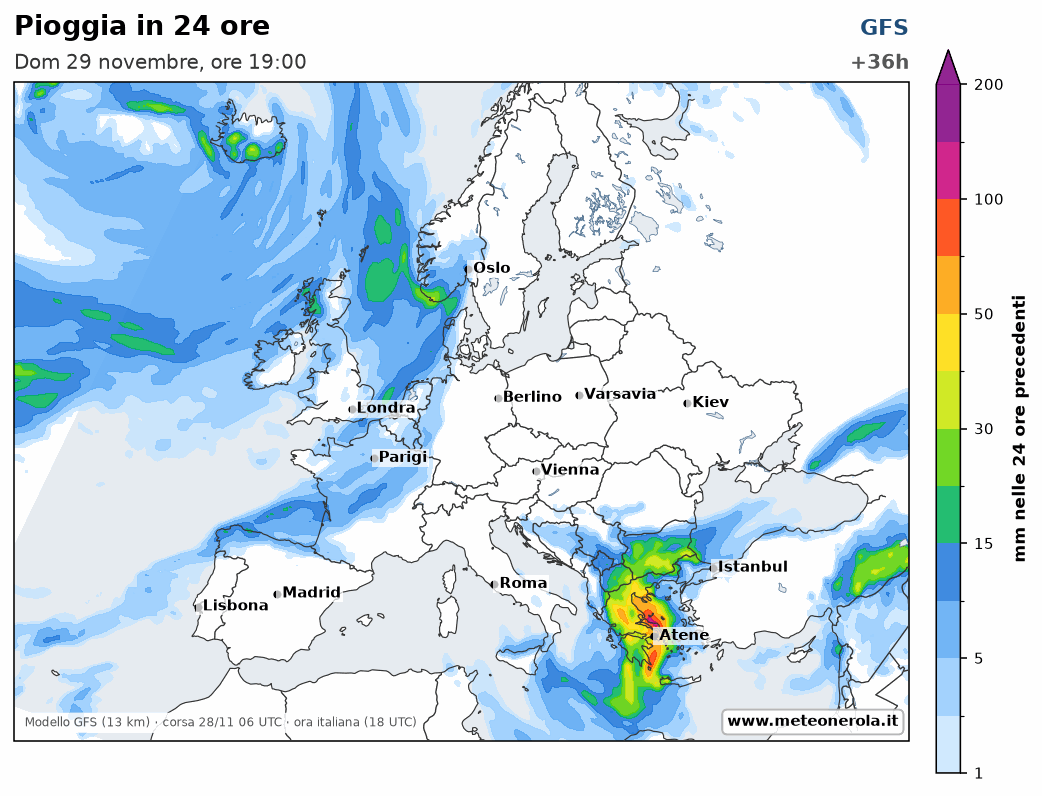 Pioggia in 24 ore
GFS
Dom 29 novembre, ore 19:00
+36h
200
100
50
30
15
5
1
mm nelle 24 ore precedenti
Oslo
Berlino
Varsavia
Kiev
Londra
Parigi
Vienna
Istanbul
Roma
Madrid
Lisbona
Atene
Modello GFS (13 km) · corsa 28/11 06 UTC · ora italiana (18 UTC)
www.meteonerola.it